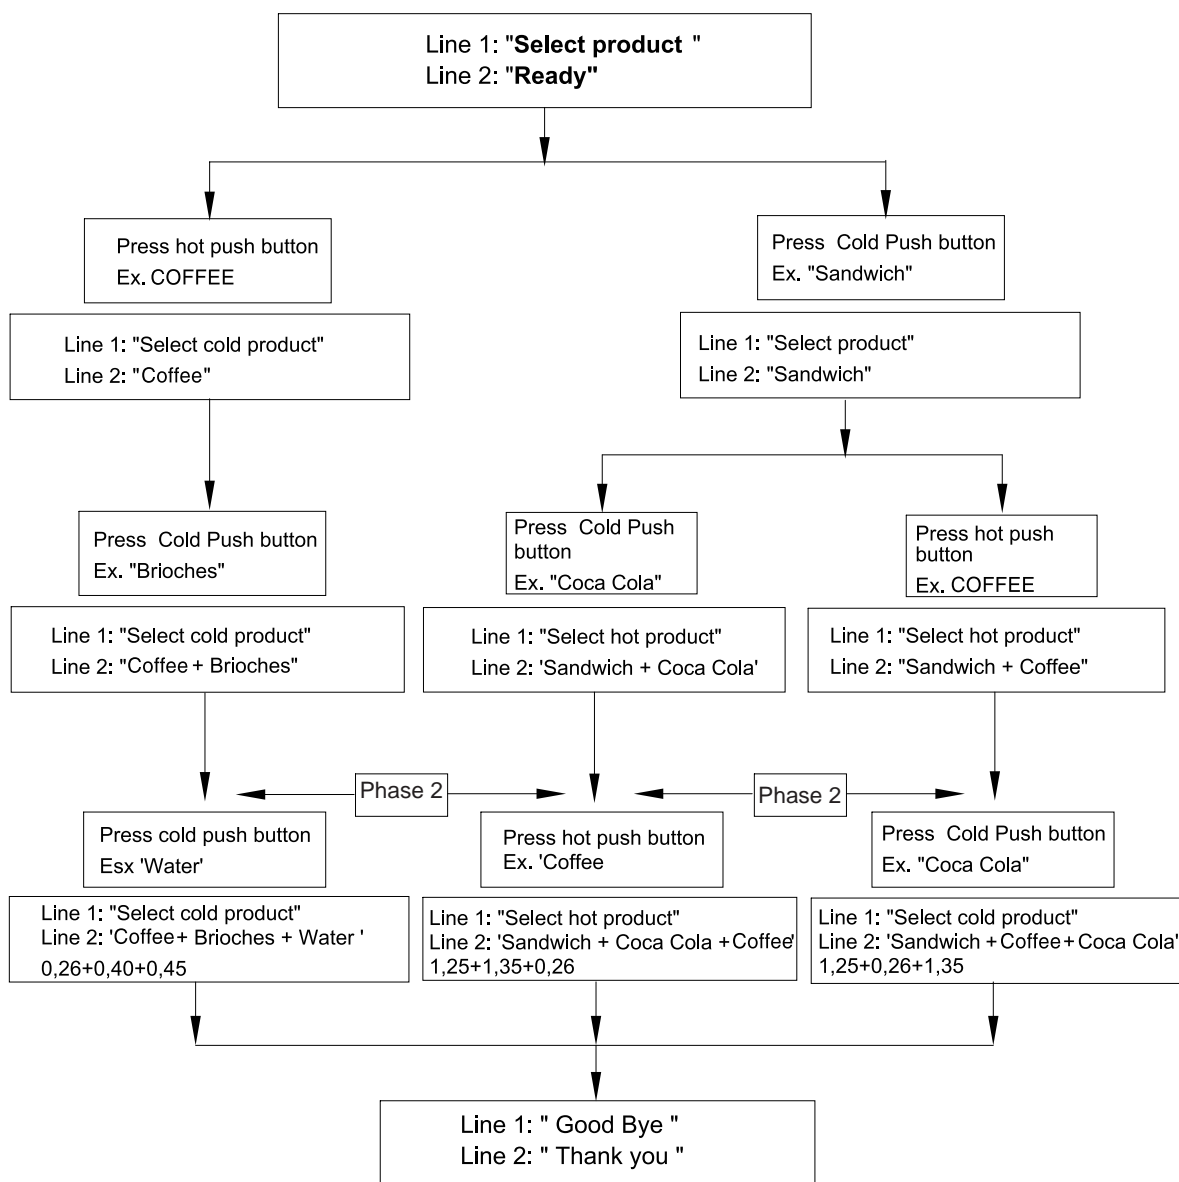 Line 1: "Select product "
Line 2: "Ready"
Press hot push button
Ex. COFFEE
Press Cold Push button
Ex. "Sandwich"
Line 1: "Select cold product"
Line 2: "Coffee"
Line 1: "Select product"
Line 2: "Sandwich"
Press Cold Push button
Ex. "Brioches"
Press Cold Push
button
Ex. "Coca Cola"
Press hot push
button
Ex. COFFEE
Line 1: "Select cold product"
Line 2: "Coffee + Brioches"
Line 1: "Select hot product"
Line 2: 'Sandwich + Coca Cola'
Line 1: "Select hot product"
Line 2: "Sandwich + Coffee"
Phase 2
Phase 2
Press cold push button
Esx 'Water'
Press hot push button
Ex. 'Coffee
Press Cold Push button
Ex. "Coca Cola"
Line 1: "Select cold product"
Line 2: 'Coffee + Brioches + Water '
0,26+0,40+0,45
Line 1: "Select hot product"
Line 2: 'Sandwich + Coca Cola +Coffee'
1,25+1,35+0,26
Line 1: "Select cold product"
Line 2: 'Sandwich +Coffee+Coca Cola'
1,25+0,26+1,35
Line 1: " Good Bye "
Line 2: " Thank you "